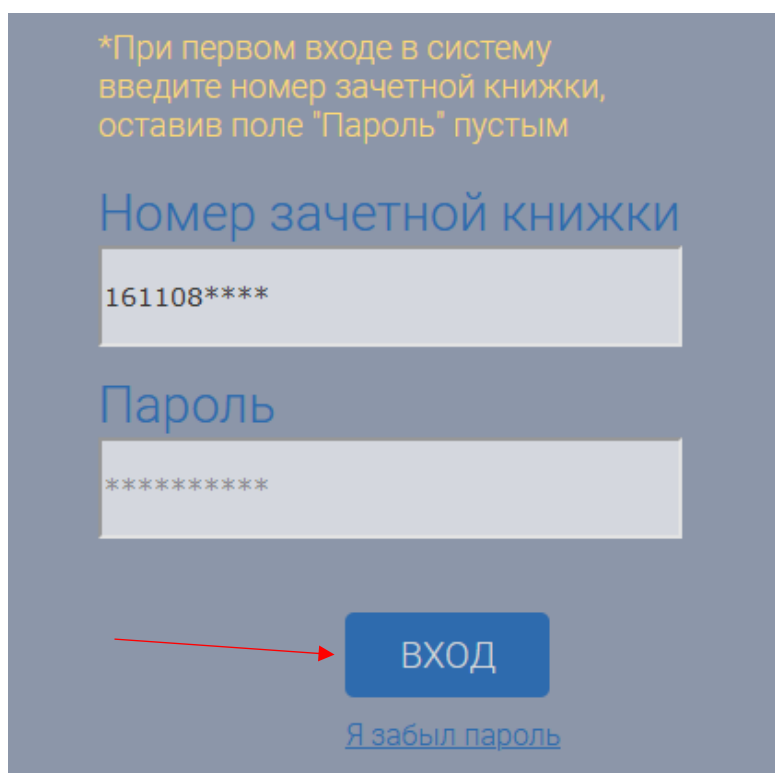 *При первом входе в систему
введите номер зачетной книжки,
оставив поле "Пароль" пустым
Номер зачетной книжки
161108****
Пароль
**********
ВХОД
Я забыл пароль